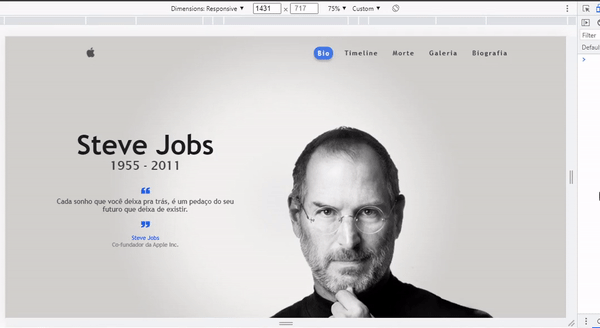 Dimensions: Responsive ▼ 1431 × 717 75% ▼ Custom ▼
Filter
Defaul
Bio Timeline Morte Galeria Biografia
Steve Jobs
1955 - 2011
❝
Cada sonho que você deixa pra trás, é um pedaço do seu
futuro que deixa de existir.
❞
Steve Jobs
Co-fundador da Apple Inc.